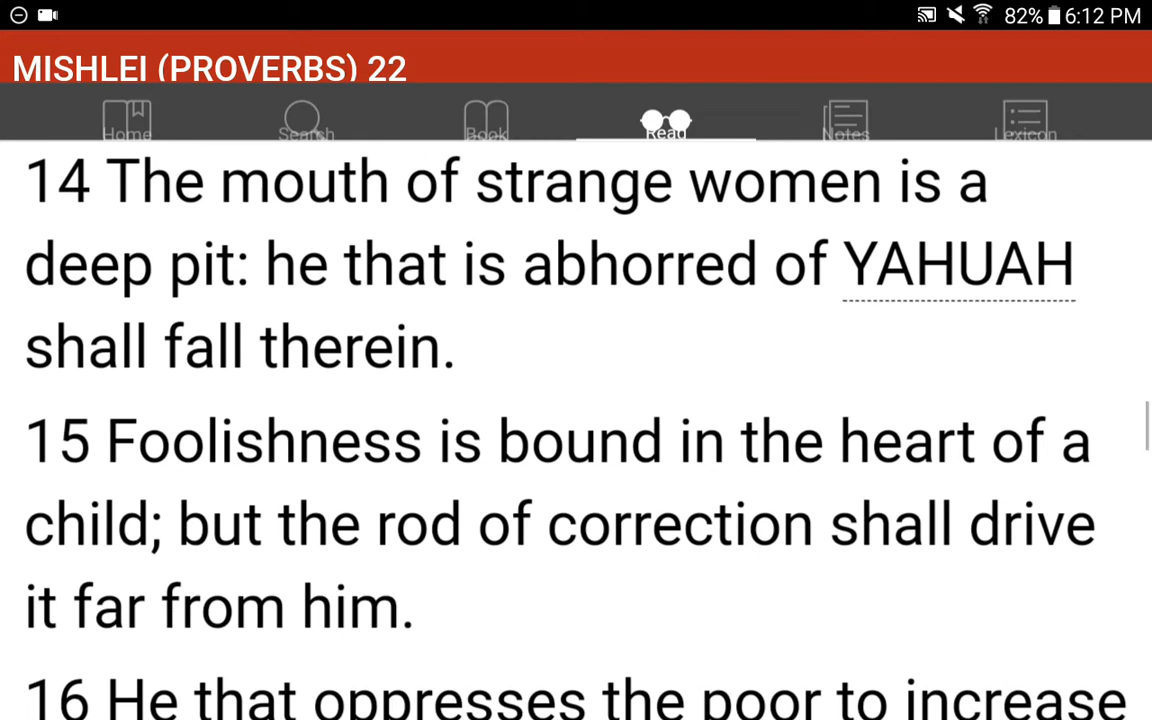 82% 6:12 PM
MISHLEI (PROVERBS) 22
Home Search Book Read Notes Lexicon
14 The mouth of strange women is a
deep pit: he that is abhorred of YAHUAH
shall fall therein.
15 Foolishness is bound in the heart of a
child; but the rod of correction shall drive
it far from him.
16 He that oppresses the poor to increase